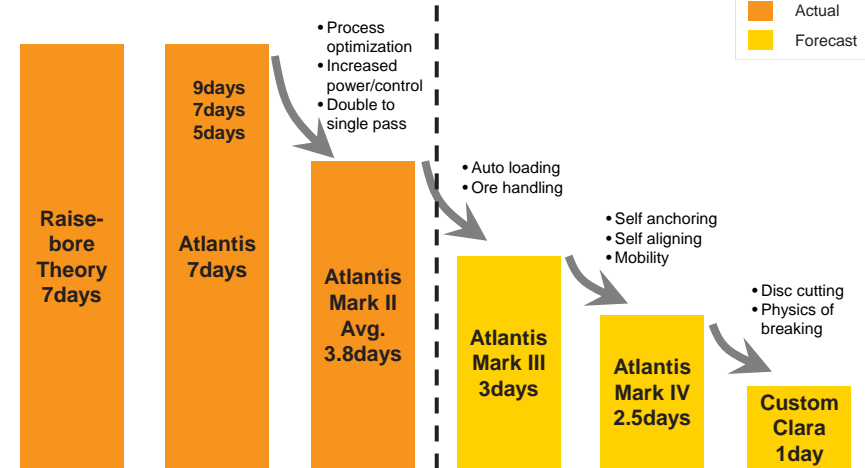 Actual
Forecast
• Process
optimization
• Increased
power/control
• Double to
single pass
9days
7days
5days
Raise-
bore
Theory
7days
Atlantis
7days
Atlantis
Mark II
Avg.
3.8days
• Auto loading
• Ore handling
Atlantis
Mark III
3days
• Self anchoring
• Self aligning
• Mobility
Atlantis
Mark IV
2.5days
• Disc cutting
• Physics of
breaking
Custom
Clara
1day